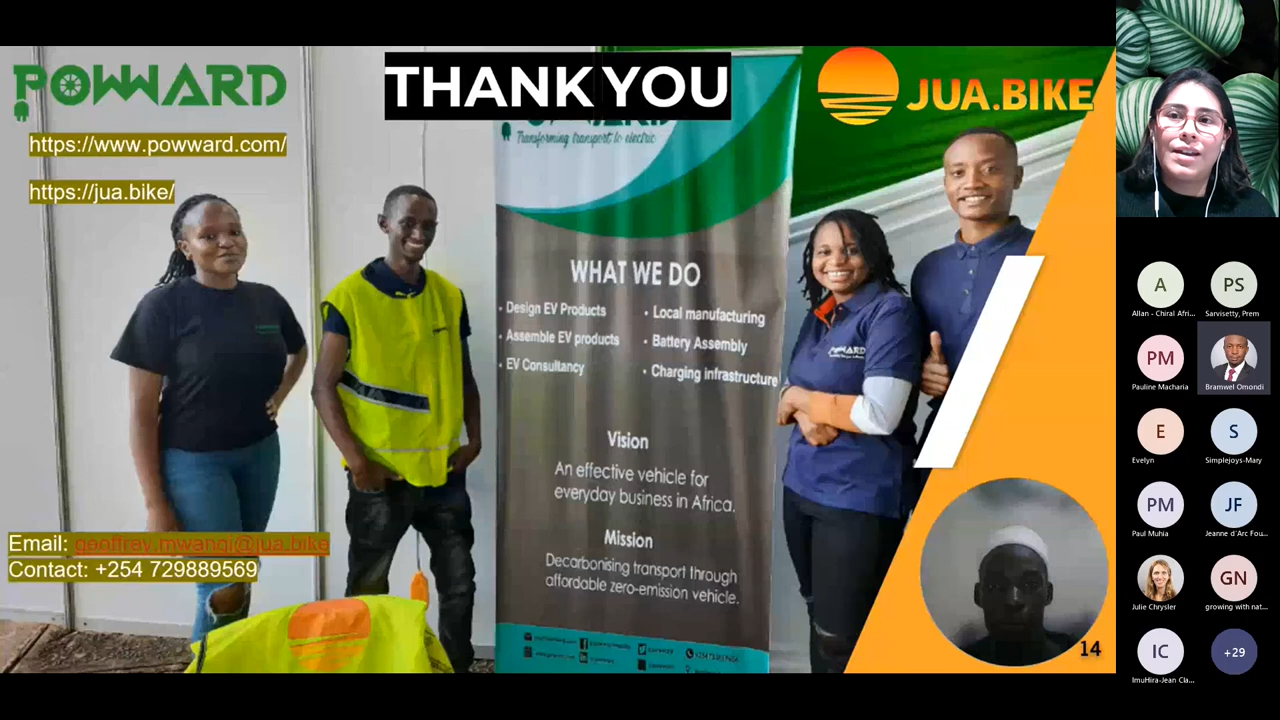 POWWARD
THANK YOU
JUA.BIKE
https://www.powward.com/
https://jua.bike/
Transforming transport to electric
WHAT WE DO
• Design EV Products
• Assemble EV products
• EV Consultancy
• Local manufacturing
• Battery Assembly
• Charging infrastructure
Vision
An effective vehicle for
everyday business in Africa.
Mission
Decarbonising transport through
affordable zero-emission vehicle.
POWWARD
Email: geoffray.mwangi@jua.bike
Contact: +254 729889569
14
A
Allan - Chiral Afri...
PS
Sarvisetty, Prem
PM
Pauline Macharia
Bramwel Omondi
E
Evelyn
S
Simplejoys-Mary
PM
Paul Muhia
JF
Jeanne d'Arc Fou...
Julie Chrysler
GN
growing with nat...
IC
ImuHira-Jean Cla...
+29